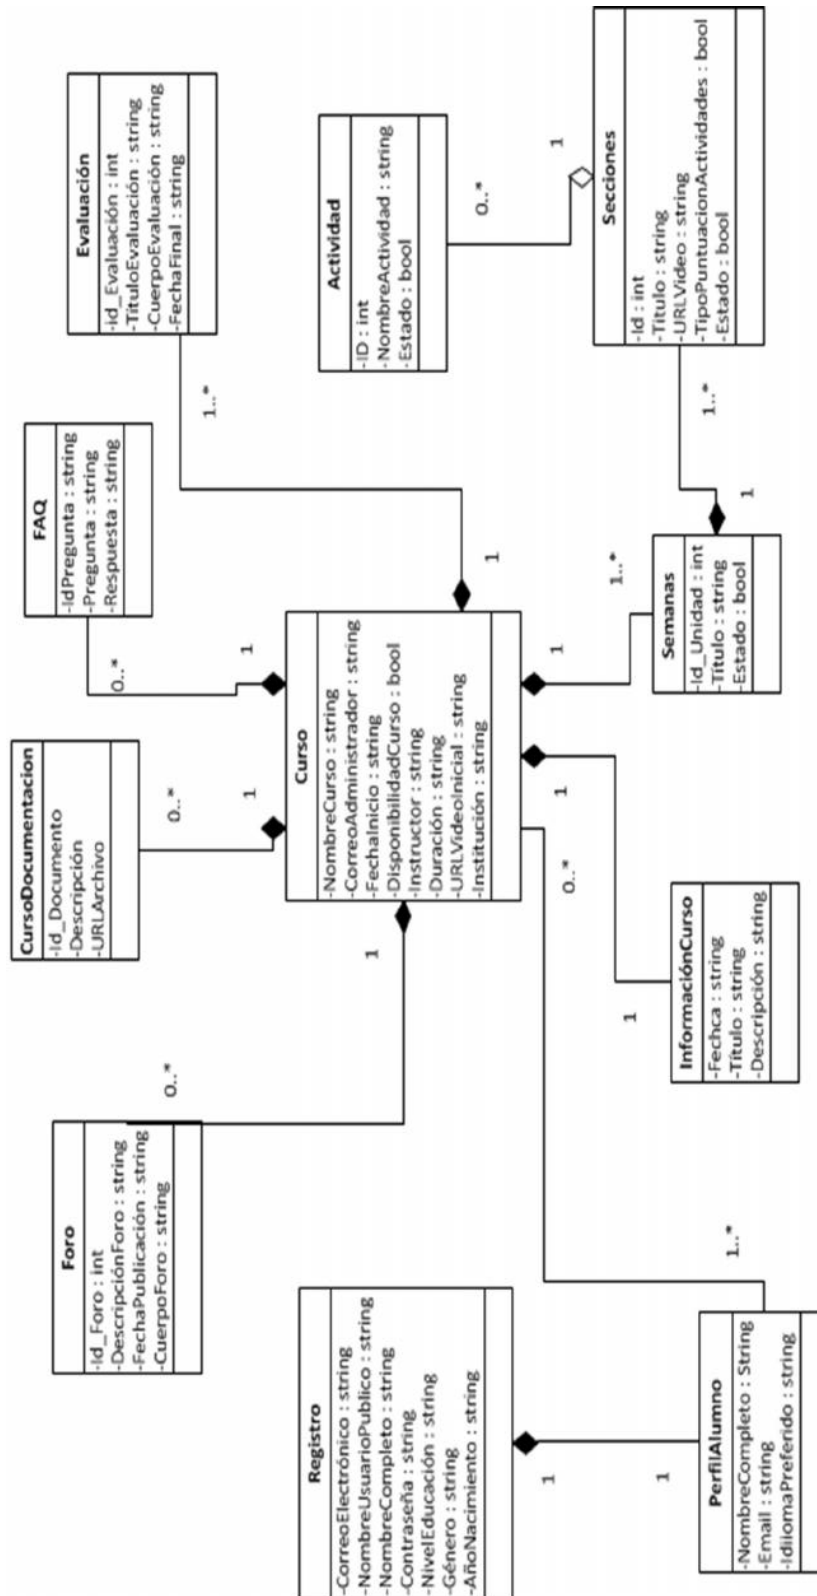 Foro
-Id_Foro : int
-DescripciónForo : string
-FechaPublicación : string
-CuerpoForo : string
0..*
1
CursoDocumentacion
-Id_Documento
-Descripción
-URLArchivo
0..*
1
FAQ
-IdPregunta : string
-Pregunta : string
-Respuesta : string
0..*
1
Evaluación
-id_Evaluación : int
-TítuloEvaluación : string
-CuerpoEvaluación : string
-FechaFinal : string
1..*
1
Registro
-CorreoElectrónico : string
-NombreUsuarioPublico : string
-NombreCompleto : string
-Contraseña : string
-NivelEducación : string
-Género : string
-AñoNacimiento : string
1
1
Curso
-NombreCurso : string
-CorreoAdministrador : string
-FechaInicio : string
-DisponibilidadCurso : bool
-Instructor : string
-Duración : string
-URLVideoInicial : string
-Institución : string
0..*
1
1
Actividad
-ID : int
-NombreActividad : string
-Estado : bool
0..*
1
PerfilAlumno
-NombreCompleto : String
-Email : string
-IdiiomaPreferido : string
1..*
InformaciónCurso
-Fechca : string
-Título : string
-Descripción : string
1
Semanas
-Id_Unidad : int
-Título : string
-Estado : bool
1..*
1
Secciones
-Id : int
-Titulo : string
-URLVideo : string
-TipoPuntuacionActividades : bool
-Estado : bool
1..*